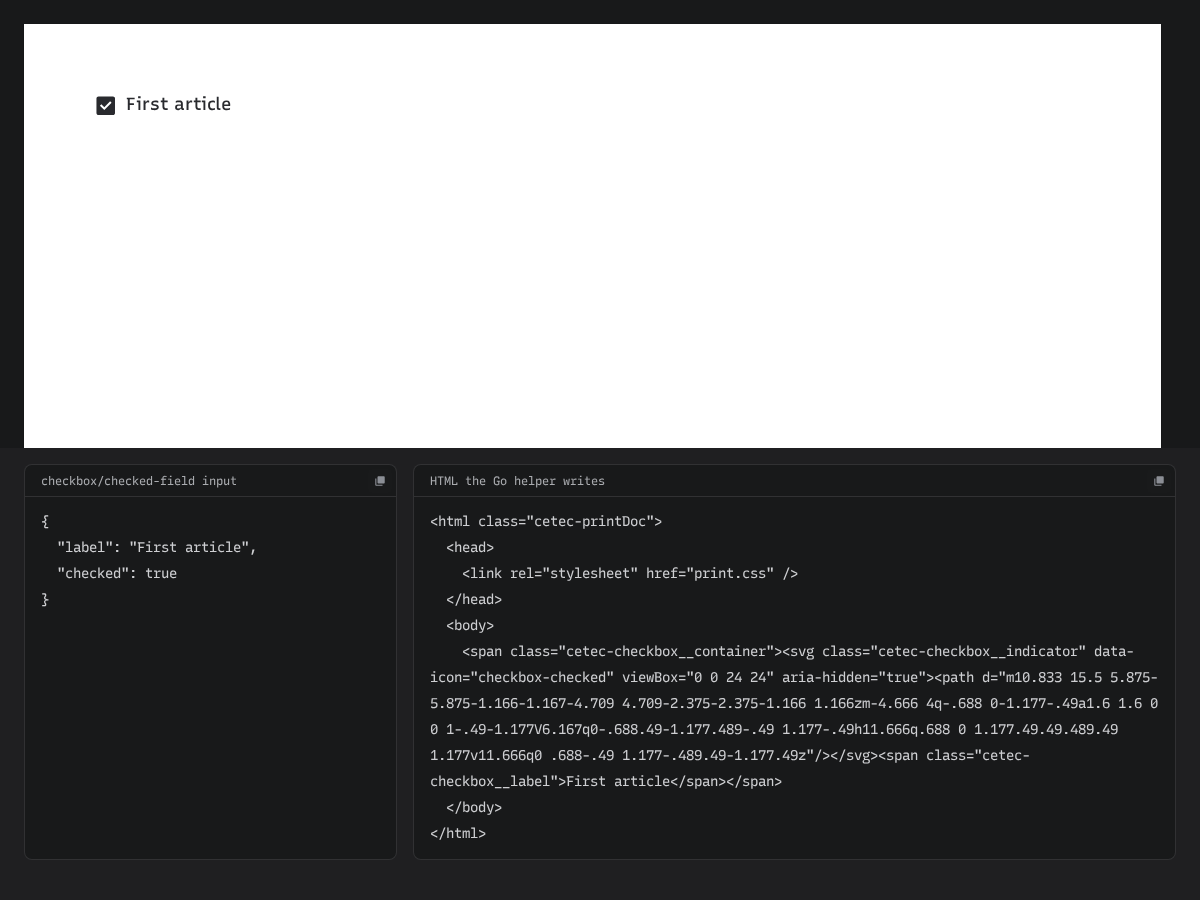 First article
checkbox/checked-field input
{
  "label": "First article",
  "checked": true
}
HTML the Go helper writes
<html class="cetec-printDoc">
  <head>
    <link rel="stylesheet" href="print.css" />
  </head>
  <body>
    <span class="cetec-checkbox__container"><svg class="cetec-checkbox__indicator" data-
icon="checkbox-checked" viewBox="0 0 24 24" aria-hidden="true"><path d="m10.833 15.5 5.875-
5.875-1.166-1.167-4.709 4.709-2.375-2.375-1.166 1.166zm-4.666 4q-.688 0-1.177-.49a1.6 1.6 0
0 1-.49-1.177V6.167q0-.688.49-1.177.489-.49 1.177-.49h11.666q.688 0 1.177.49.49.489.49
1.177v11.666q0 .688-.49 1.177-.489.49-1.177.49z"/></svg><span class="cetec-
checkbox__label">First article</span></span>
  </body>
</html>